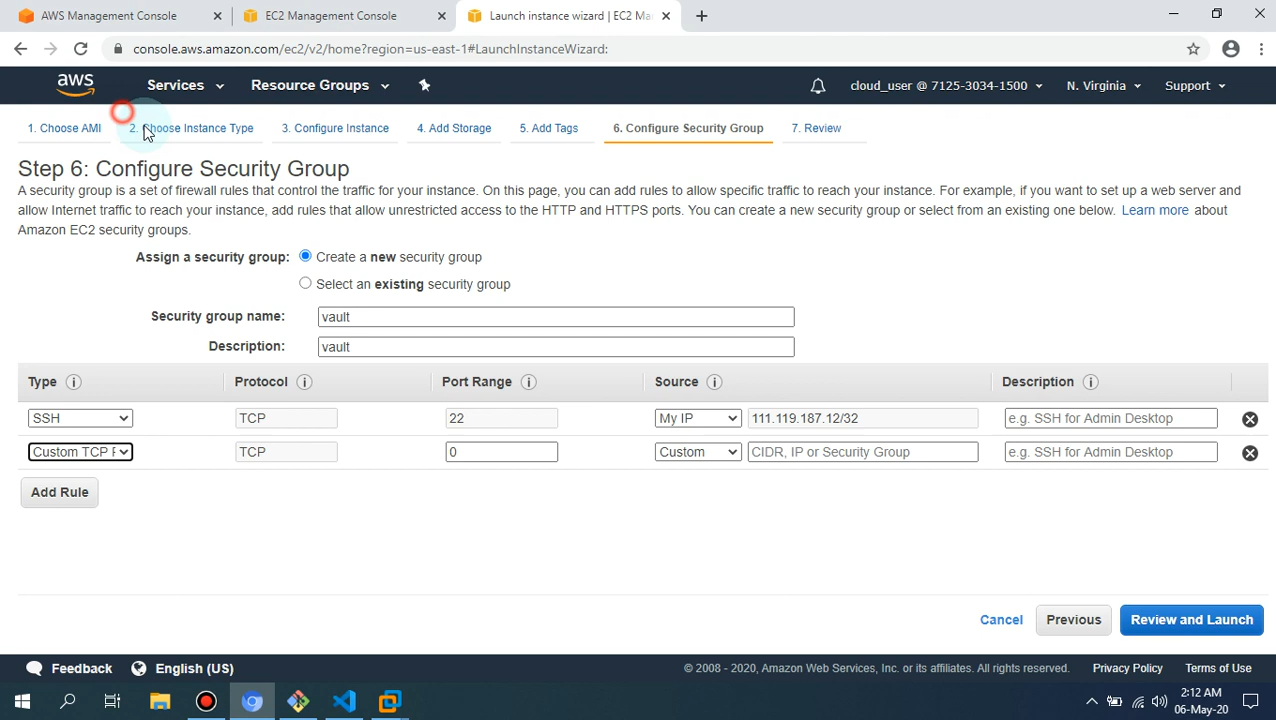 AWS Management Console
EC2 Management Console
Launch instance wizard | EC2 Ma
console.aws.amazon.com/ec2/v2/home?region=us-east-1#LaunchInstanceWizard:
aws
Services
Resource Groups
cloud_user @ 7125-3034-1500
N. Virginia
Support
1. Choose AMI
2. Choose Instance Type
3. Configure Instance
4. Add Storage
5. Add Tags
6. Configure Security Group
7. Review
Step 6: Configure Security Group
A security group is a set of firewall rules that control the traffic for your instance. On this page, you can add rules to allow specific traffic to reach your instance. For example, if you want to set up a web server and
allow Internet traffic to reach your instance, add rules that allow unrestricted access to the HTTP and HTTPS ports. You can create a new security group or select from an existing one below. Learn more about
Amazon EC2 security groups.
Assign a security group: Create a new security group
Select an existing security group
Security group name: vault
Description: vault
Type i Protocol i Port Range i Source i Description i
SSH TCP 22 My IP 111.119.187.12/32 e.g. SSH for Admin Desktop
Custom TCP F TCP 0 Custom CIDR, IP or Security Group e.g. SSH for Admin Desktop
Add Rule
Cancel Previous Review and Launch
Feedback English (US) © 2008 - 2020, Amazon Web Services, Inc. or its affiliates. All rights reserved. Privacy Policy Terms of Use
2:12 AM
06-May-20